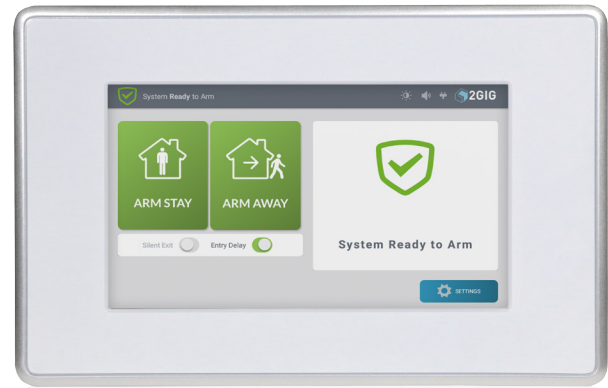 System Ready to Arm
2GIG
ARM STAY
ARM AWAY
Silent Exit
Entry Delay
System Ready to Arm
SETTINGS